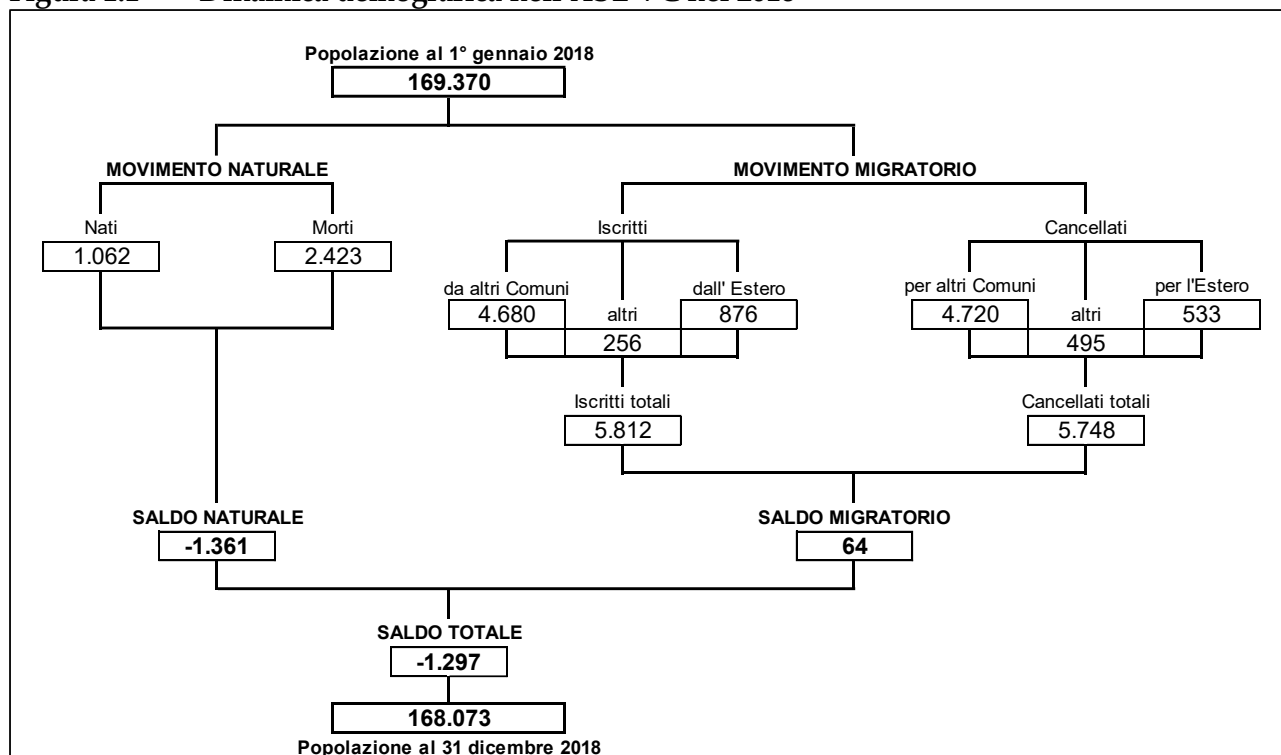 Popolazione al 1° gennaio 2018
169.370
MOVIMENTO NATURALE MOVIMENTO MIGRATORIO
Nati Morti Iscritti Cancellati
1.062 2.423
da altri Comuni altri dall' Estero per altri Comuni altri per l'Estero
4.680 876 4.720 533
256 495
Iscritti totali Cancellati totali
5.812 5.748
SALDO NATURALE SALDO MIGRATORIO
-1.361 64
SALDO TOTALE
-1.297
168.073
Popolazione al 31 dicembre 2018